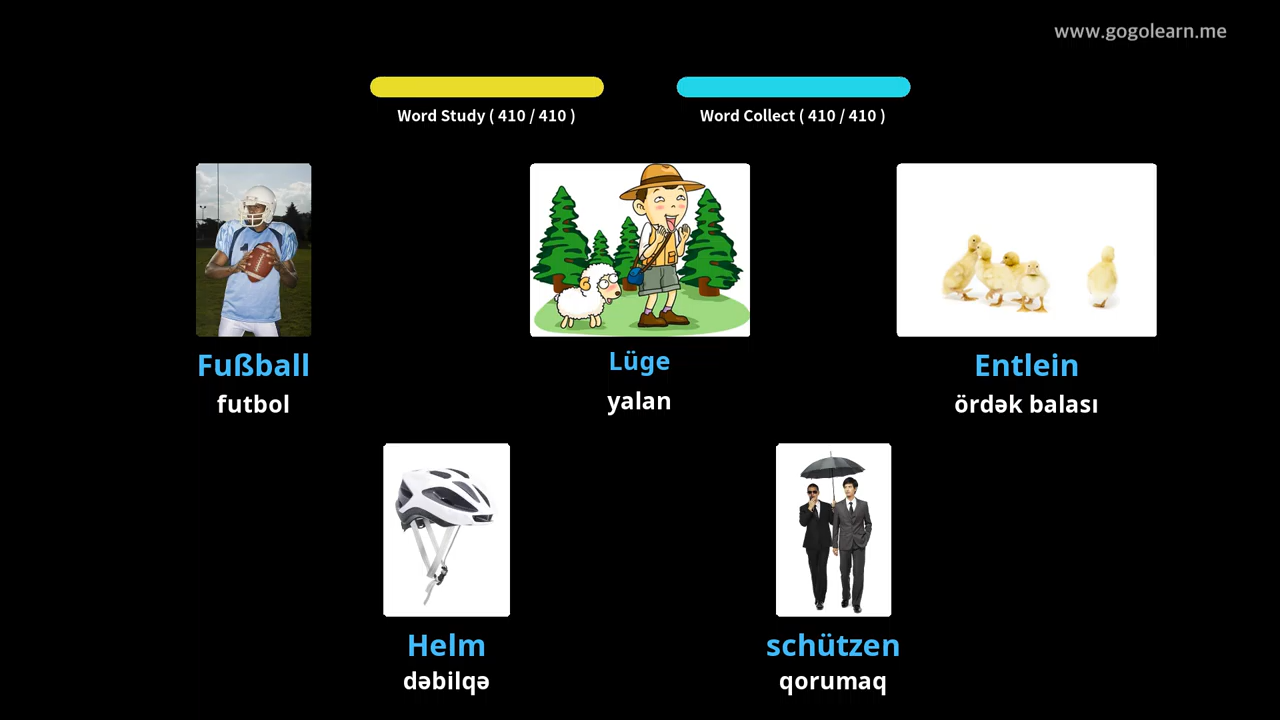 www.gogolearn.me
Word Study ( 410 / 410 )
Word Collect ( 410 / 410 )
Fußball
futbol
Lüge
yalan
Entlein
ördək balası
Helm
dəbilqə
schützen
qorumaq